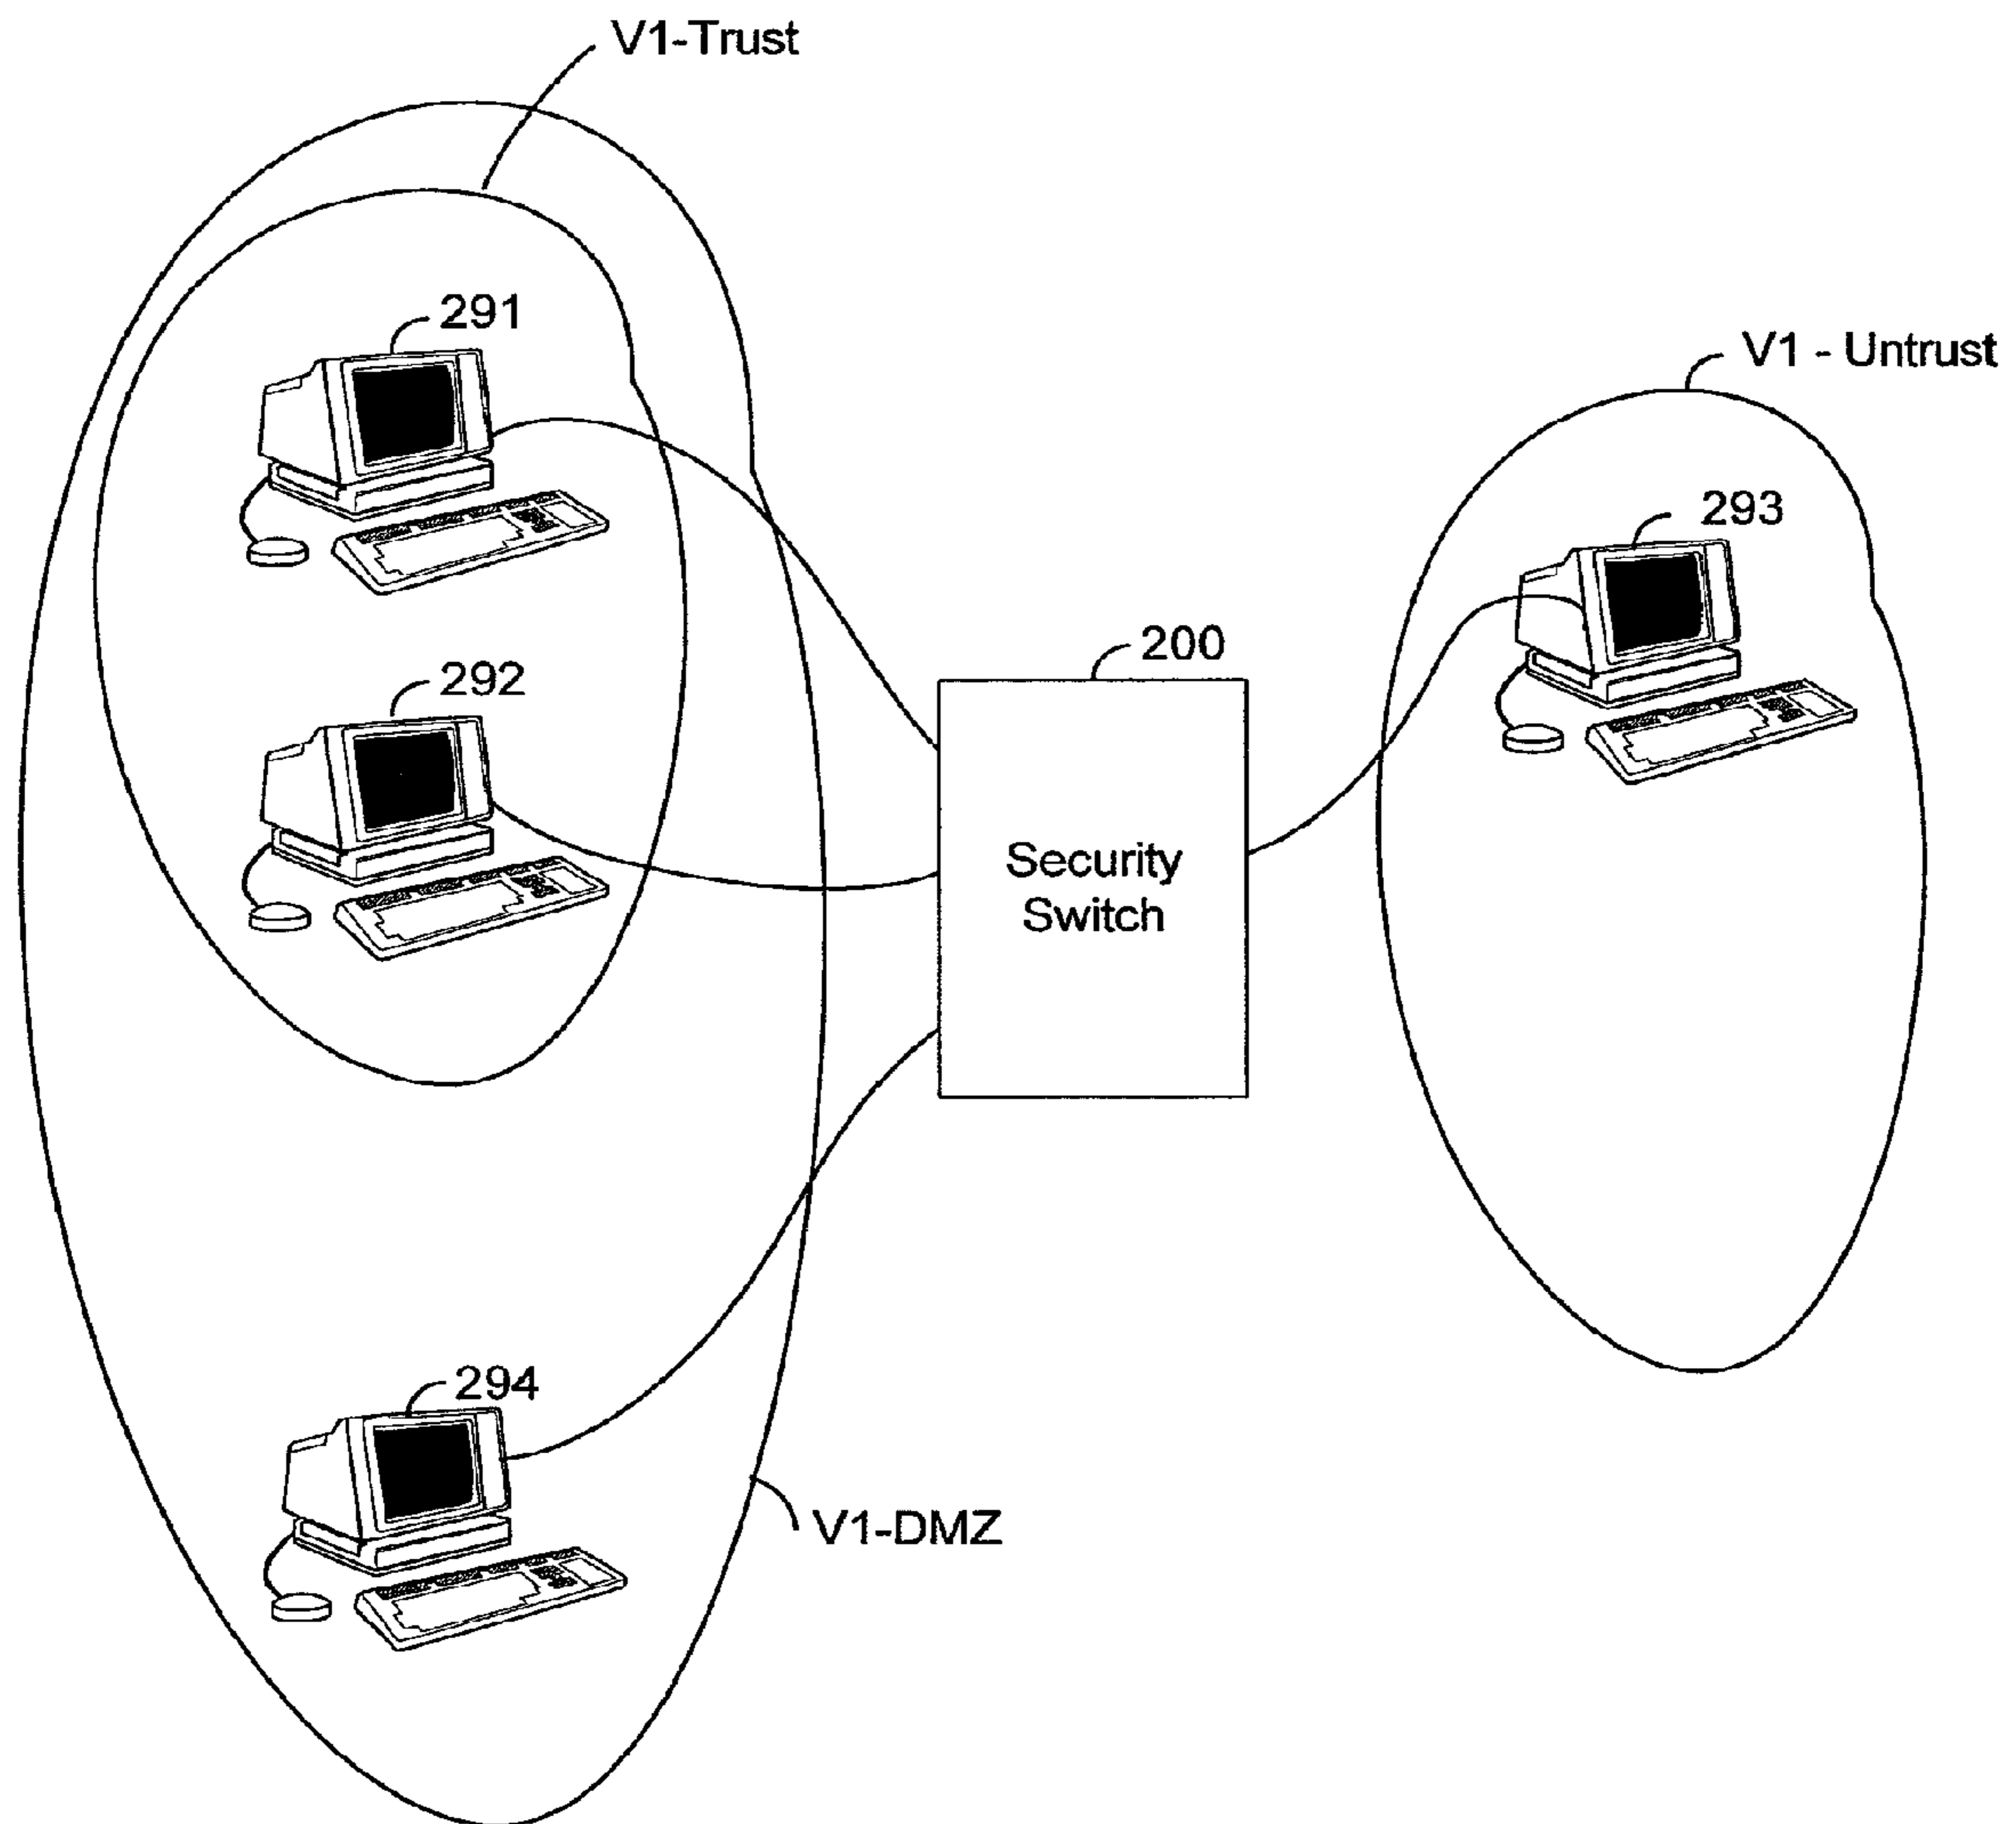 V1-Trust
291
V1 - Untrust
293
200
292
Security
Switch
294
V1-DMZ